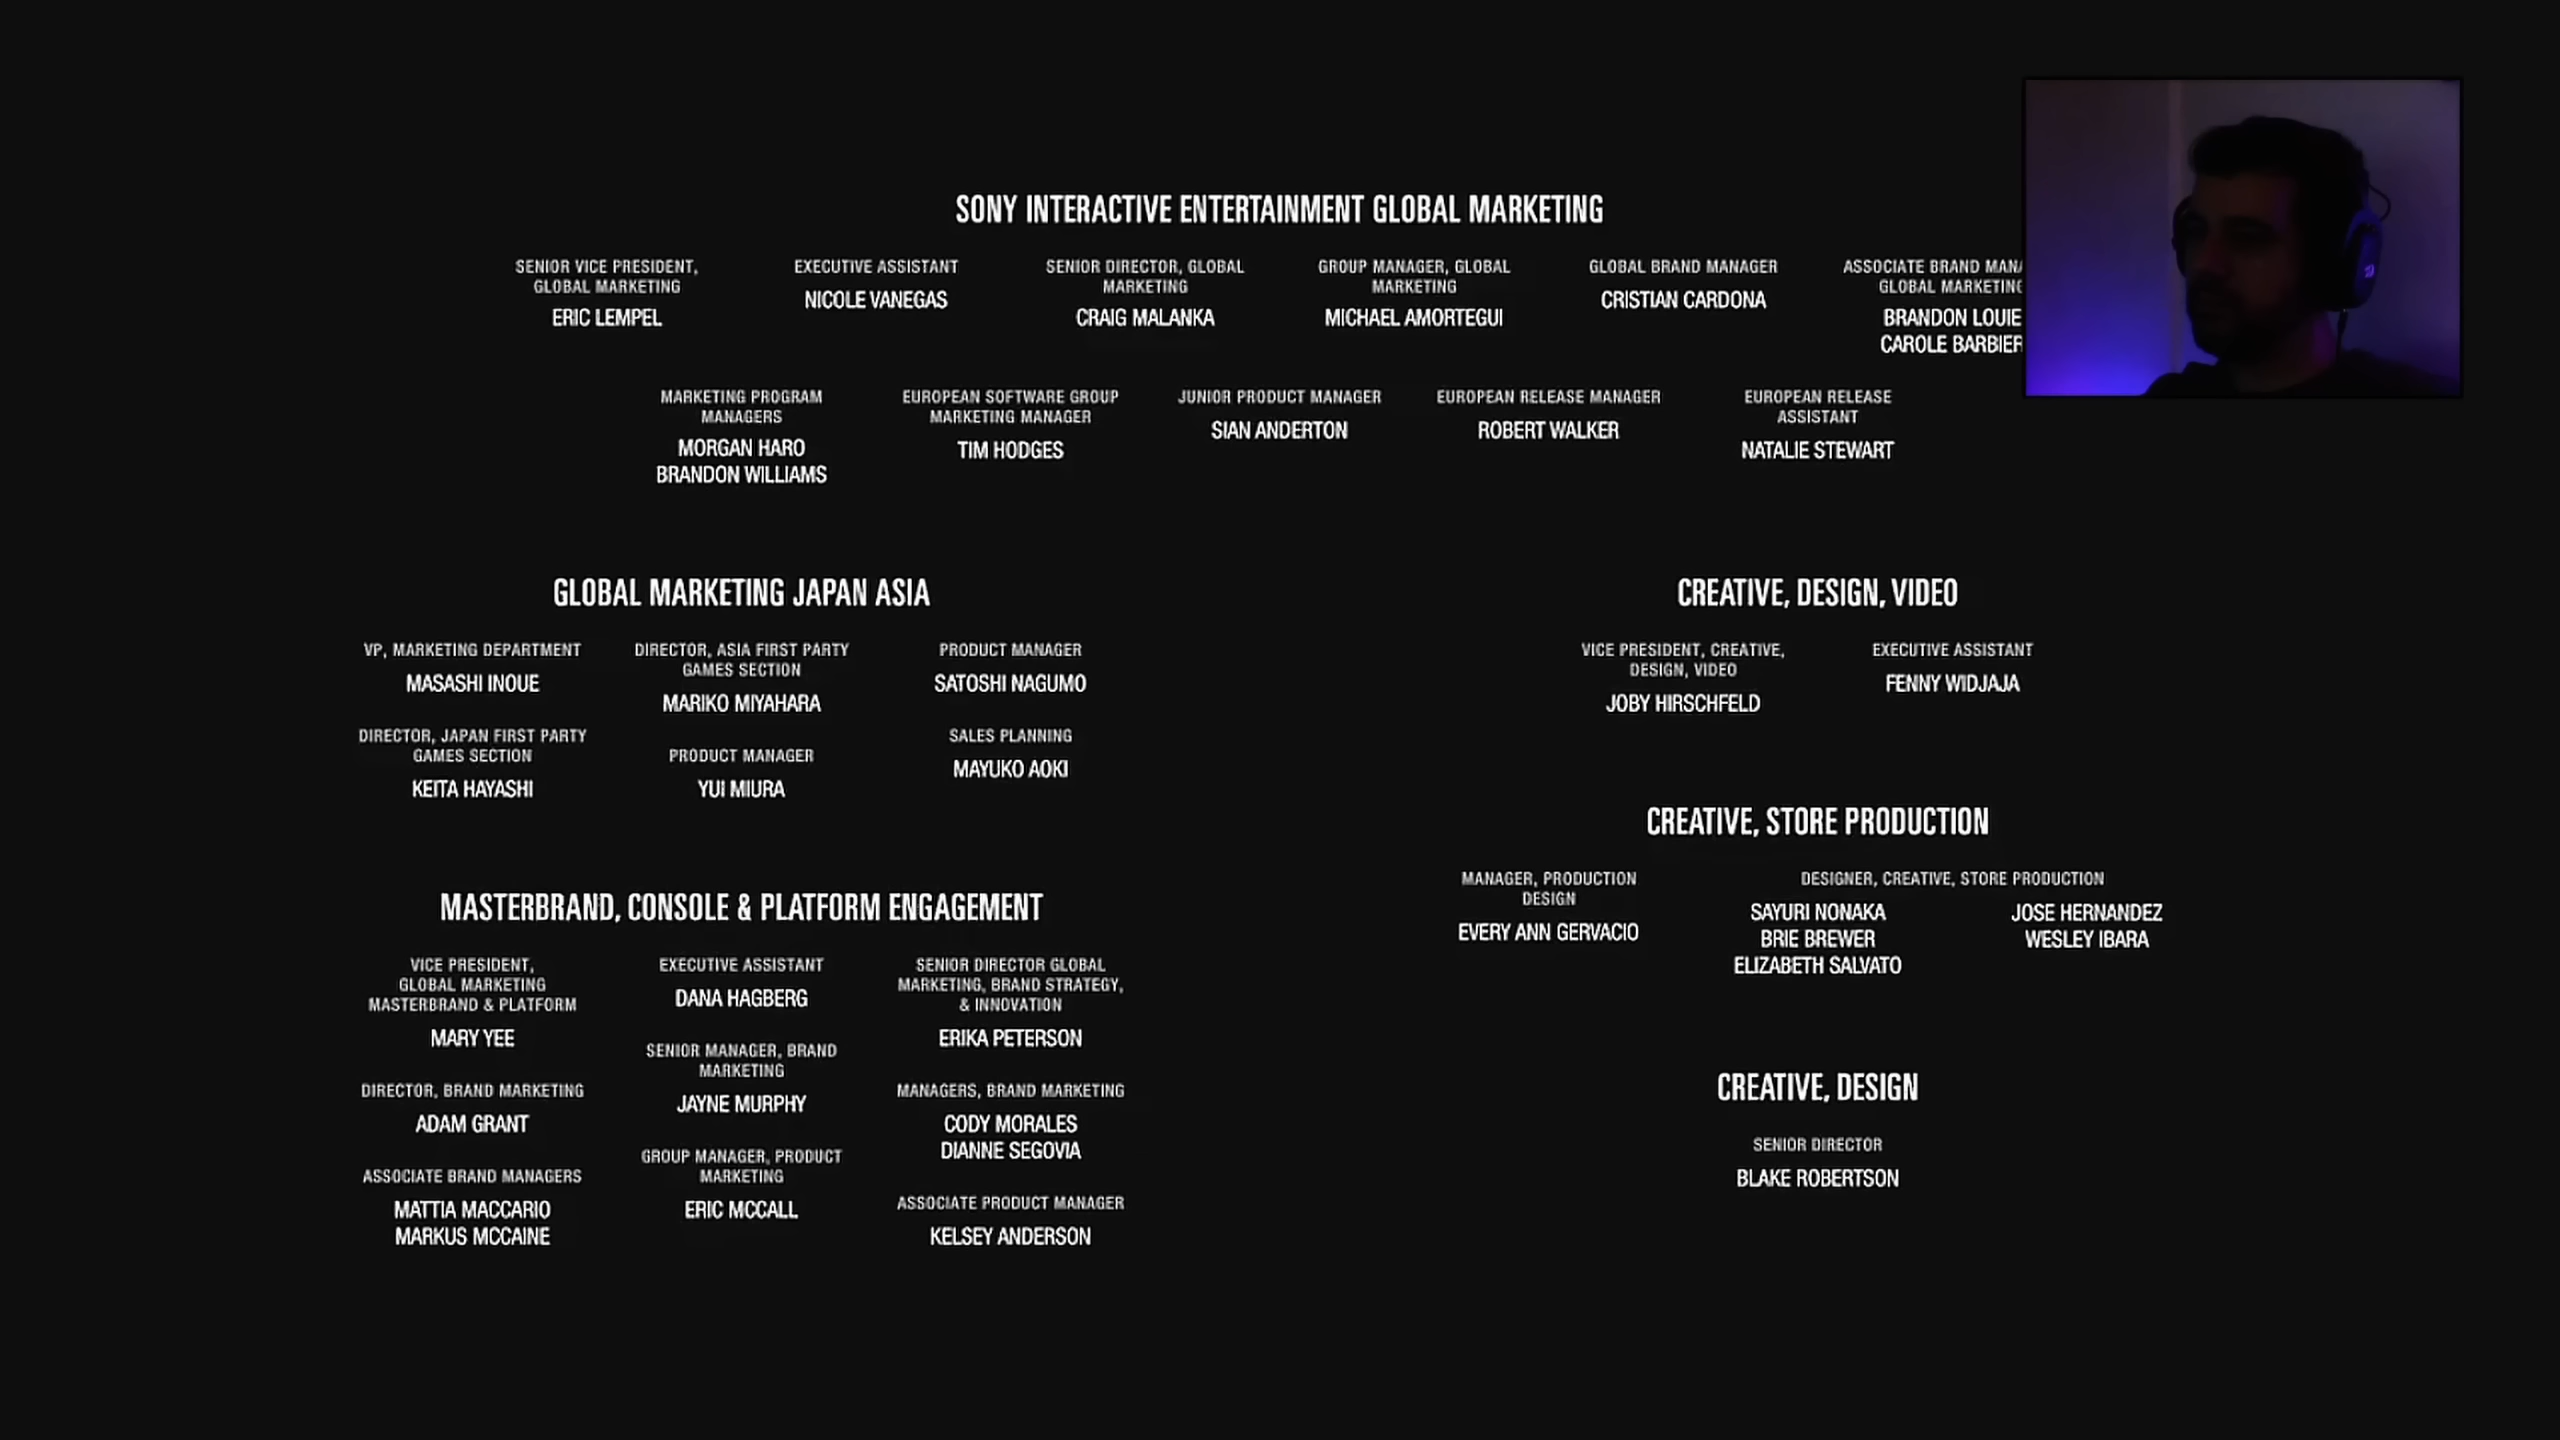 SONY INTERACTIVE ENTERTAINMENT GLOBAL MARKETING
SENIOR VICE PRESIDENT,
GLOBAL MARKETING
ERIC LEMPEL
EXECUTIVE ASSISTANT
NICOLE VANEGAS
SENIOR DIRECTOR, GLOBAL
MARKETING
CRAIG MALANKA
GROUP MANAGER, GLOBAL
MARKETING
MICHAEL AMORTEGUI
GLOBAL BRAND MANAGER
CRISTIAN CARDONA
ASSOCIATE BRAND
GLOBAL MARKETING
BRANDON LOUIE
CAROLE BARBIER
MARKETING PROGRAM
MANAGERS
MORGAN HARO
BRANDON WILLIAMS
EUROPEAN SOFTWARE GROUP
MARKETING MANAGER
TIM HODGES
JUNIOR PRODUCT MANAGER
SIAN ANDERTON
EUROPEAN RELEASE MANAGER
ROBERT WALKER
EUROPEAN RELEASE
ASSISTANT
NATALIE STEWART
GLOBAL MARKETING JAPAN ASIA
VP, MARKETING DEPARTMENT
MASASHI INOUE
DIRECTOR, ASIA FIRST PARTY
GAMES SECTION
MARIKO MIYAHARA
PRODUCT MANAGER
SATOSHI NAGUMO
DIRECTOR, JAPAN FIRST PARTY
GAMES SECTION
KEITA HAYASHI
PRODUCT MANAGER
YUI MIURA
SALES PLANNING
MAYUKO AOKI
MASTERBRAND, CONSOLE & PLATFORM ENGAGEMENT
VICE PRESIDENT,
GLOBAL MARKETING
MASTERBRAND & PLATFORM
MARY YEE
DIRECTOR, BRAND MARKETING
ADAM GRANT
ASSOCIATE BRAND MANAGERS
MATTIA MACCARIO
MARKUS MCCAINE
EXECUTIVE ASSISTANT
DANA HAGBERG
SENIOR MANAGER, BRAND
MARKETING
JAYNE MURPHY
GROUP MANAGER, PRODUCT
MARKETING
ERIC MCCALL
SENIOR DIRECTOR GLOBAL
MARKETING, BRAND STRATEGY,
& INNOVATION
ERIKA PETERSON
MANAGERS, BRAND MARKETING
CODY MORALES
DIANNE SEGOVIA
ASSOCIATE PRODUCT MANAGER
KELSEY ANDERSON
CREATIVE, DESIGN, VIDEO
VICE PRESIDENT, CREATIVE,
DESIGN, VIDEO
JOBY HIRSCHFELD
EXECUTIVE ASSISTANT
FENNY WIDJAJA
CREATIVE, STORE PRODUCTION
MANAGER, PRODUCTION
DESIGN
EVERY ANN GERVACIO
DESIGNER, CREATIVE, STORE PRODUCTION
SAYURI NONAKA
BRIE BREWER
ELIZABETH SALVATO
JOSE HERNANDEZ
WESLEY IBARA
CREATIVE, DESIGN
SENIOR DIRECTOR
BLAKE ROBERTSON